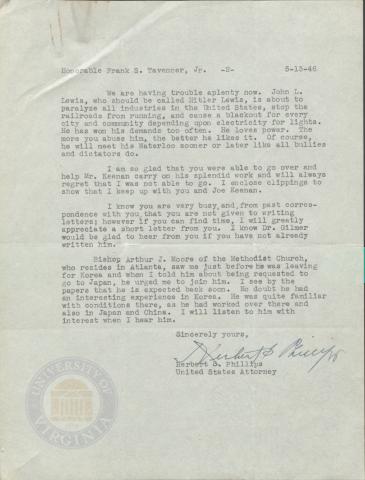 Honorable Frank S. Tavenner, Jr. -2- 5-13-46
We are having trouble aplenty now. John L.
Lewis, who should be called Hitler Lewis, is about to
paralyze all industries in the United States, stop the
railroads from running, and cause a blackout for every
city and community depending upon electricity for lights.
He has won his demands too often. He loves power. The
more you abuse him, the better he likes it. Of course,
he will meet his Waterloo sooner or later like all bullies
and dictators do.
I am so glad that you were able to go over and
help Mr. Keenan carry on his splendid work and will always
regret that I was not able to go. I enclose clippings to
show that I keep up with you and Joe Keenan.
I know you are very busy and, from past corres-
pondence with you, that you are not given to writing
letters; however if you can find time, I will greatly
appreciate a short letter from you. I know Dr. Gilmer
would be glad to hear from you if you have not already
written him.
Bishop Arthur J. Moore of the Methodist Church,
who resides in Atlanta, saw me just before he was leaving
for Korea and when I told him about being requested to
go to Japan, he urged me to join him. I see by the
papers that he is expected back soon. No doubt he had
an interesting experience in Korea. He was quite familiar
with conditions there, as he had worked over there and
also in Japan and China. I will listen to him with
interest when I hear him.
Sincerely yours,
Herbert S. Phillips
Herbert S. Phillips
United States Attorney
UNIVERSITY OF VIRGINIA